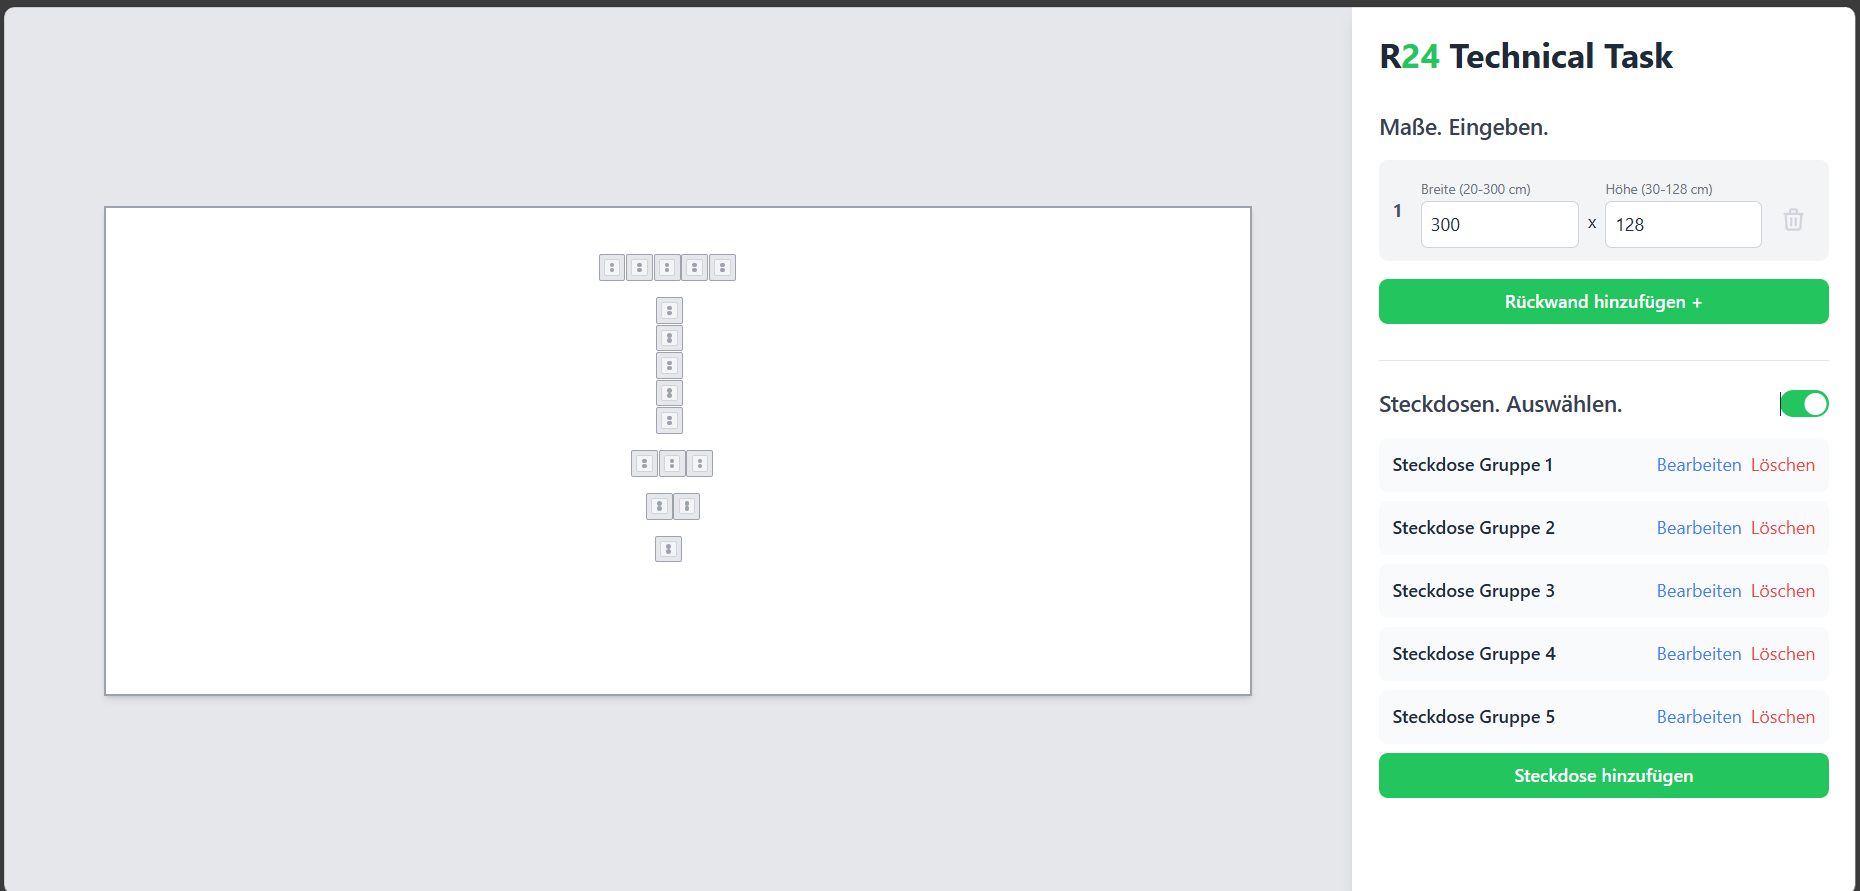 R24 Technical Task
Maße. Eingeben.
Breite (20-300 cm) Höhe (30-128 cm)
1 300 x 128
Rückwand hinzufügen +
Steckdosen. Auswählen.
Steckdose Gruppe 1 Bearbeiten Löschen
Steckdose Gruppe 2 Bearbeiten Löschen
Steckdose Gruppe 3 Bearbeiten Löschen
Steckdose Gruppe 4 Bearbeiten Löschen
Steckdose Gruppe 5 Bearbeiten Löschen
Steckdose hinzufügen